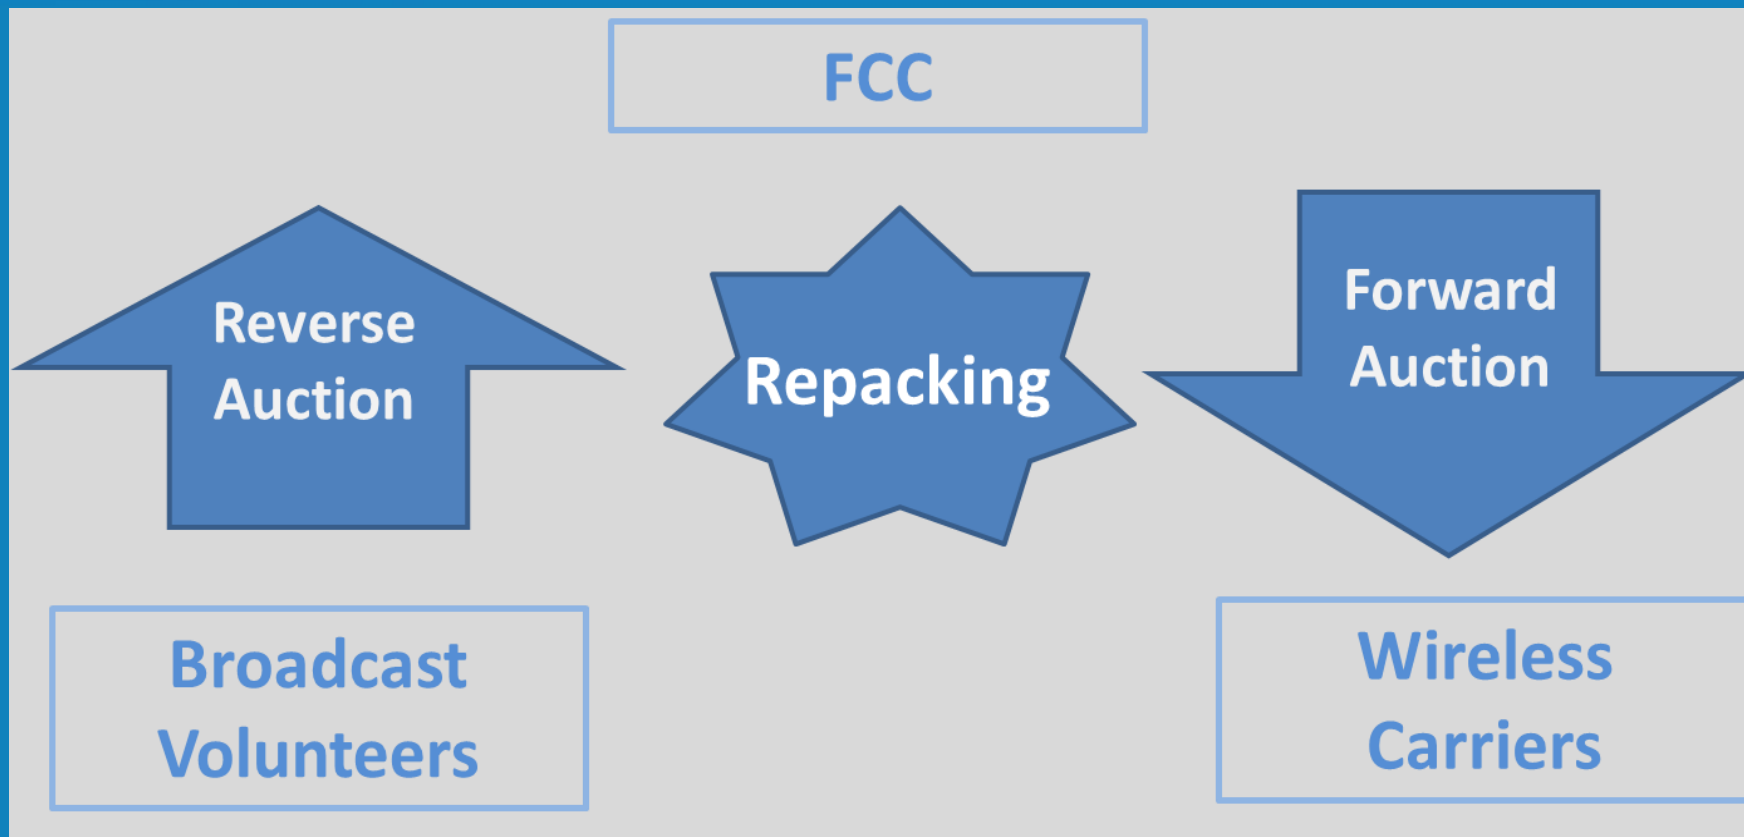 FCC
Reverse
Auction
Repacking
Forward
Auction
Broadcast
Volunteers
Wireless
Carriers